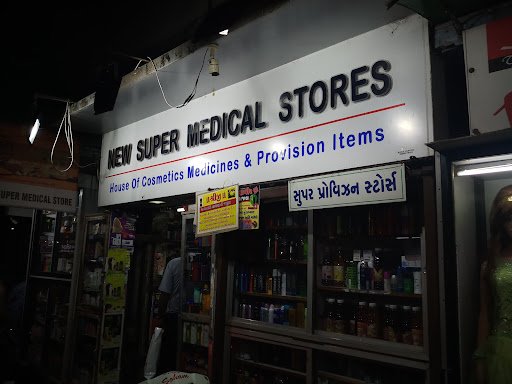 NEW SUPER MEDICAL STORES
House Of Cosmetics Medicines & Provision Items
સુપર પ્રોવિઝન સ્ટોર્સ
SUPER MEDICAL STORE